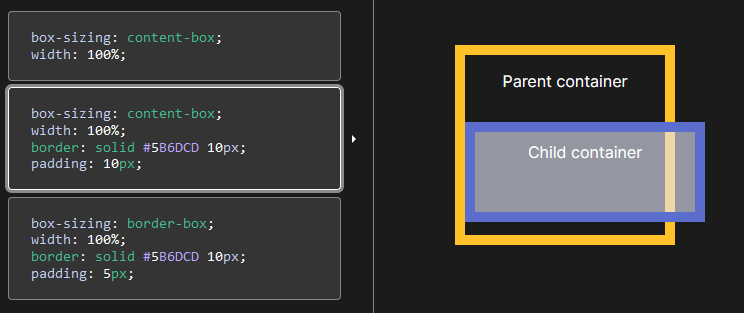 box-sizing: content-box;
width: 100%;
box-sizing: content-box;
width: 100%;
border: solid #5B6DCD 10px;
padding: 10px;
box-sizing: border-box;
width: 100%;
border: solid #5B6DCD 10px;
padding: 5px;
Parent container
Child container